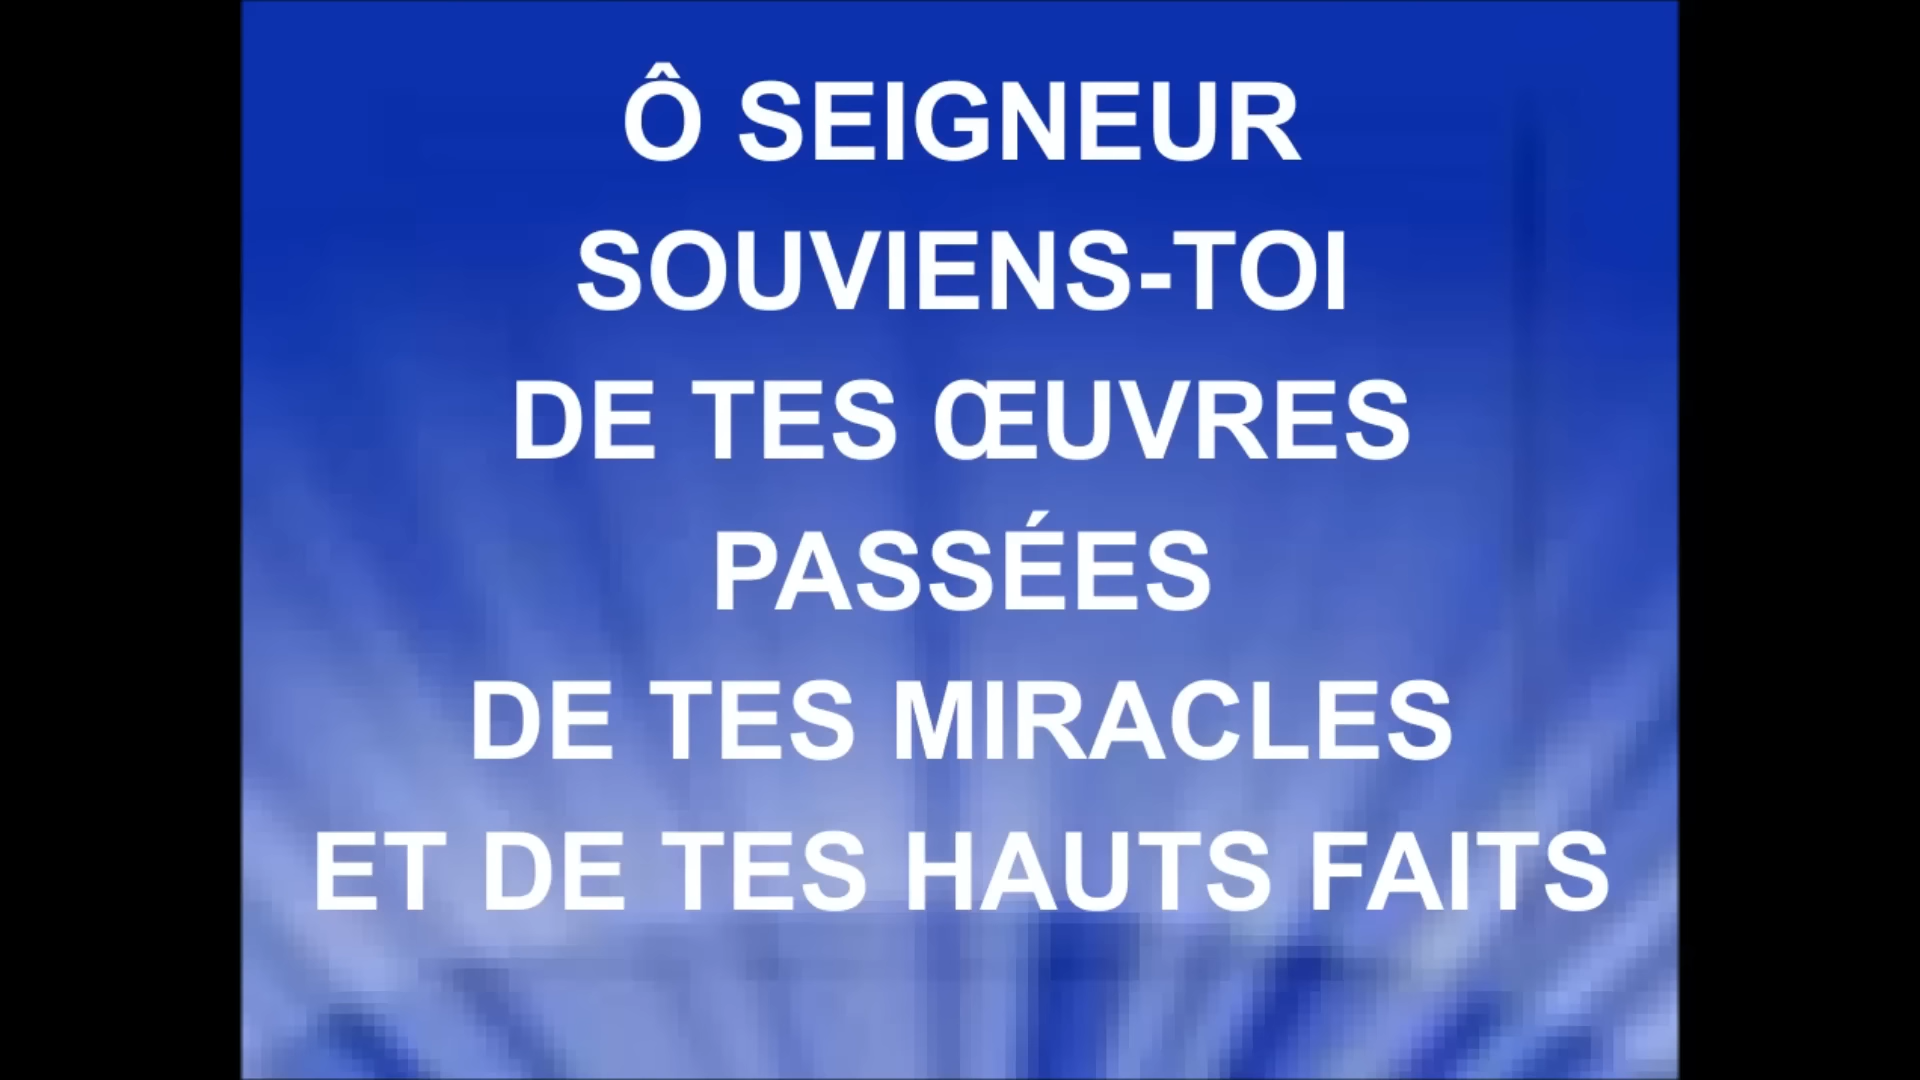 Ô SEIGNEUR
SOUVIENS-TOI
DE TES ŒUVRES
PASSÉES
DE TES MIRACLES
ET DE TES HAUTS FAITS